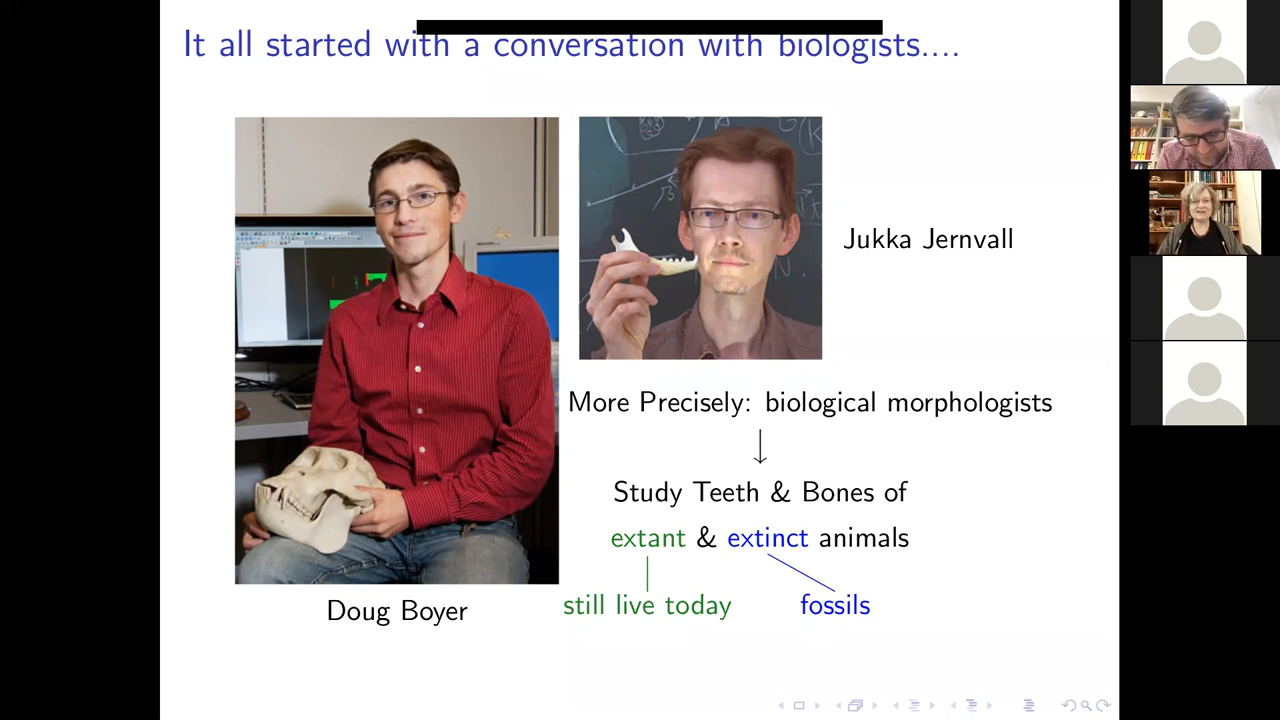 It all started with a conversation with biologists....
Jukka Jernvall
More Precisely: biological morphologists
Study Teeth & Bones of
extant & extinct animals
still live today
fossils
Doug Boyer